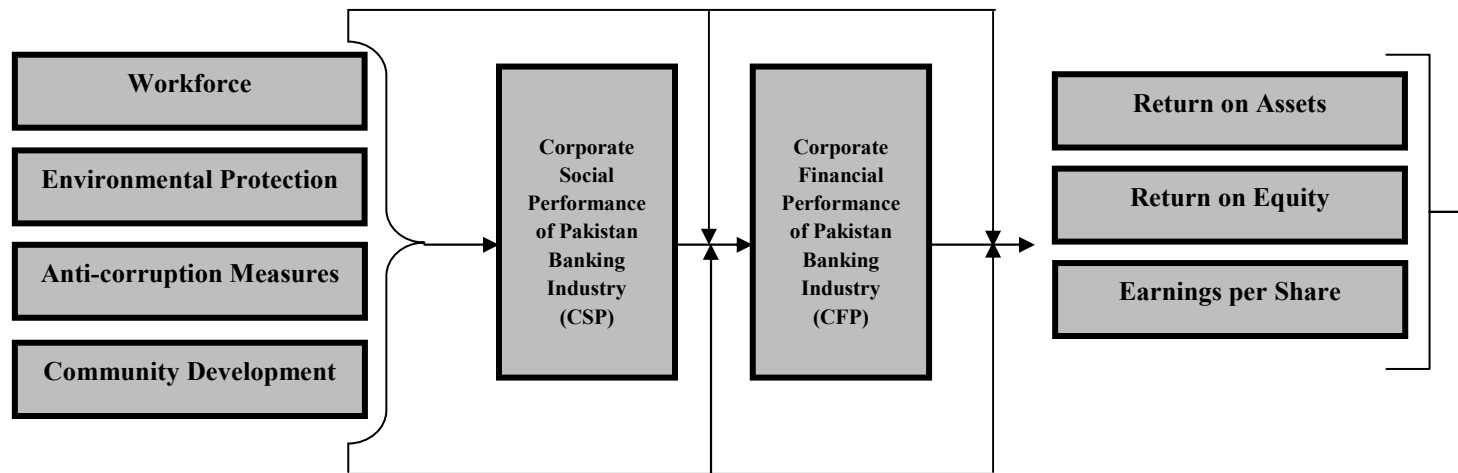 Workforce
Environmental Protection
Anti-corruption Measures
Community Development
Corporate
Social
Performance
of Pakistan
Banking
Industry
(CSP)
Corporate
Financial
Performance
of Pakistan
Banking
Industry
(CFP)
Return on Assets
Return on Equity
Earnings per Share